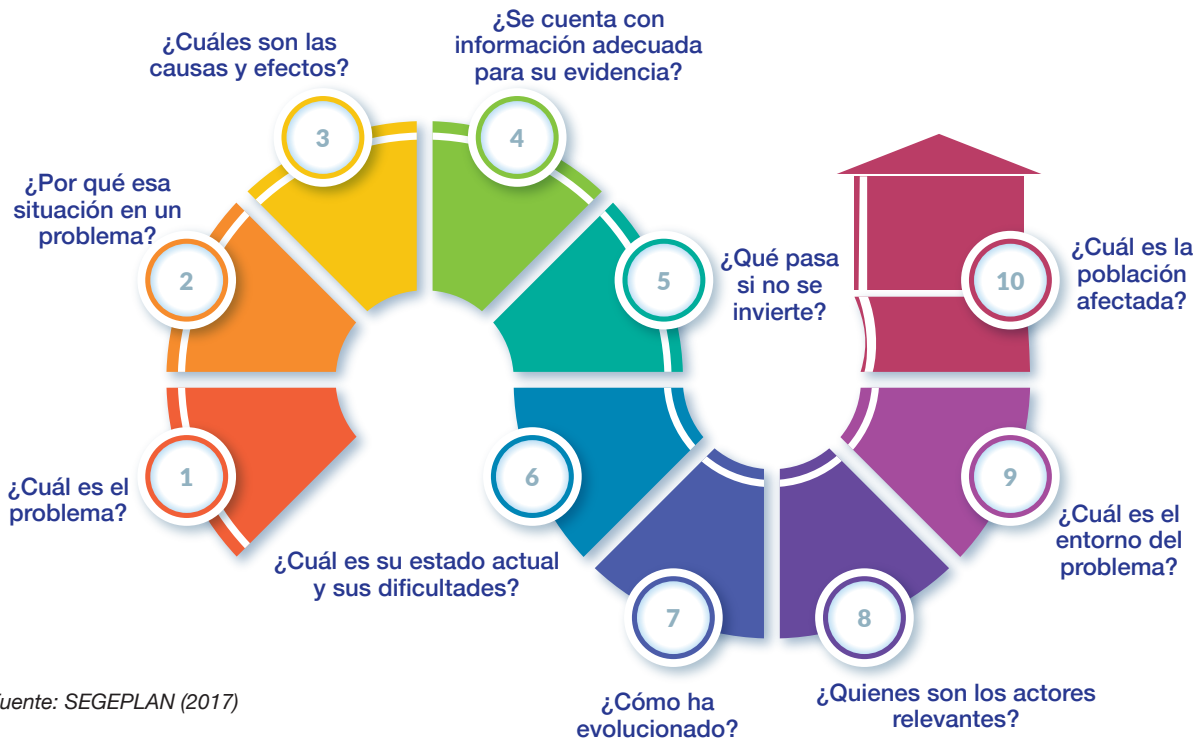 ¿Cuál es el
problema?
1
¿Por qué esa
situación en un
problema?
2
¿Cuáles son las
causas y efectos?
3
¿Se cuenta con
información adecuada
para su evidencia?
4
¿Qué pasa
si no se
invierte?
5
¿Cuál es su estado actual
y sus dificultades?
6
¿Cómo ha
evolucionado?
7
¿Quienes son los actores
relevantes?
8
¿Cuál es el
entorno del
problema?
9
¿Cuál es la
población
afectada?
10
uente: SEGEPLAN (2017)